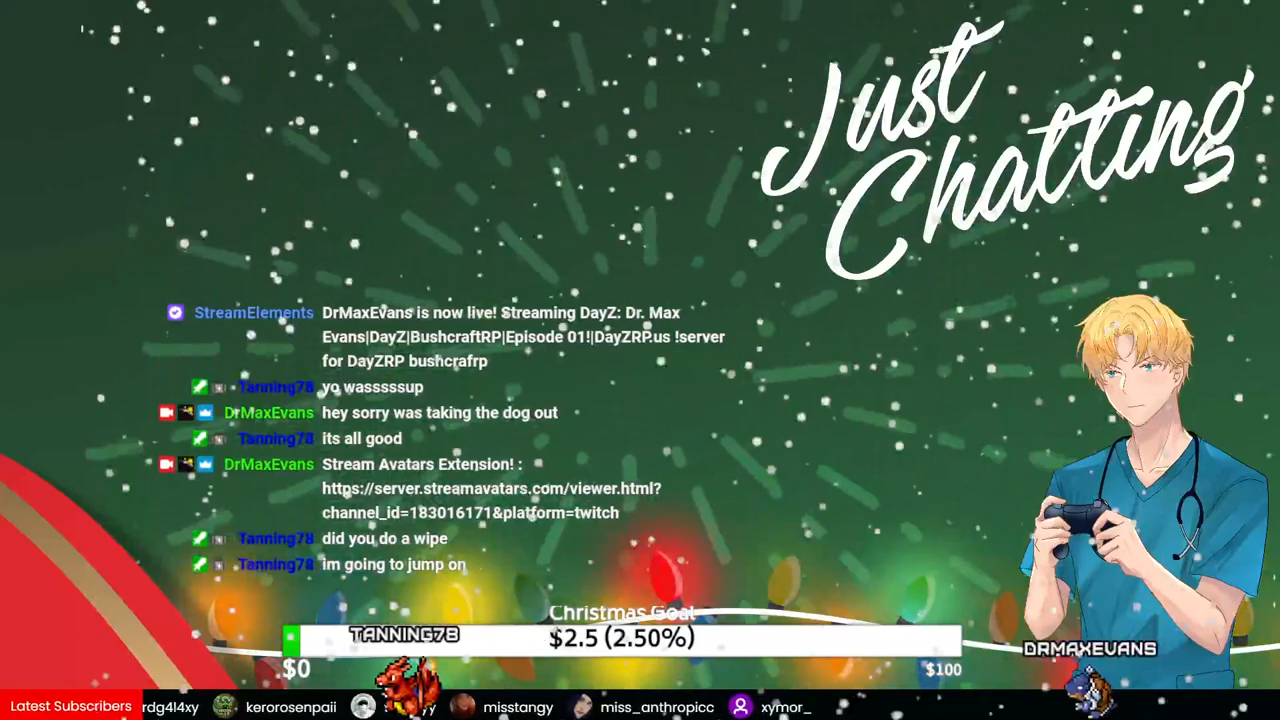 Just
Chatting
StreamElements DrMaxEvans is now live! Streaming DayZ: Dr. Max
Evans|DayZ|BushcraftRP|Episode 01!|DayZRP.us !server
for DayZRP bushcrafrp
Tanning78 yo wasssssup
DrMaxEvans hey sorry was taking the dog out
Tanning78 its all good
DrMaxEvans Stream Avatars Extension! :
https://server.streamavatars.com/viewer.html?
channel_id=183016171&platform=twitch
Tanning78 did you do a wipe
Tanning78 im going to jump on
Christmas Goal
TANNING78 $2.5 (2.50%)
DRMAXEVANS
$0 $100
Latest Subscribers rdg4l4xy kerorosenpaii misstangy miss_anthropicc xymor_